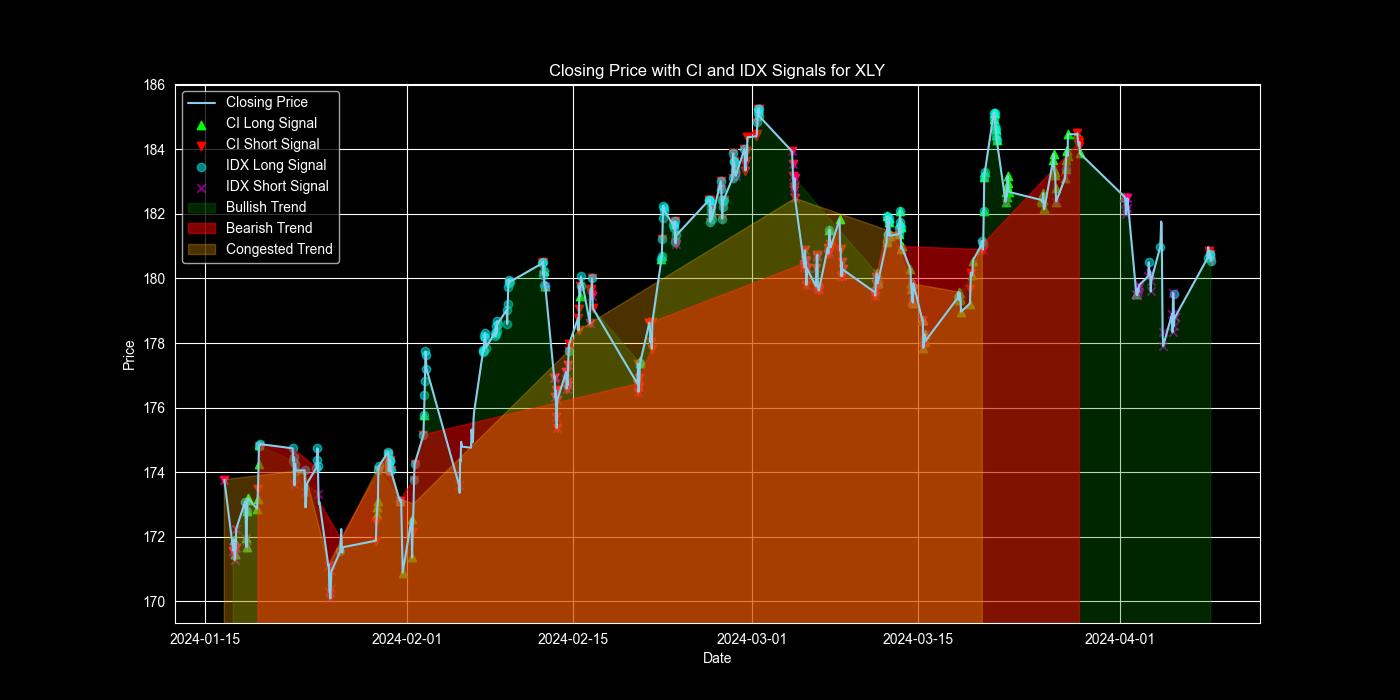 Closing Price with CI and IDX Signals for XLY
Closing Price
CI Long Signal
CI Short Signal
IDX Long Signal
IDX Short Signal
Bullish Trend
Bearish Trend
Congested Trend
Price
186
184
182
180
178
176
174
172
170
2024-01-15
2024-02-01
2024-02-15
2024-03-01
2024-03-15
2024-04-01
Date